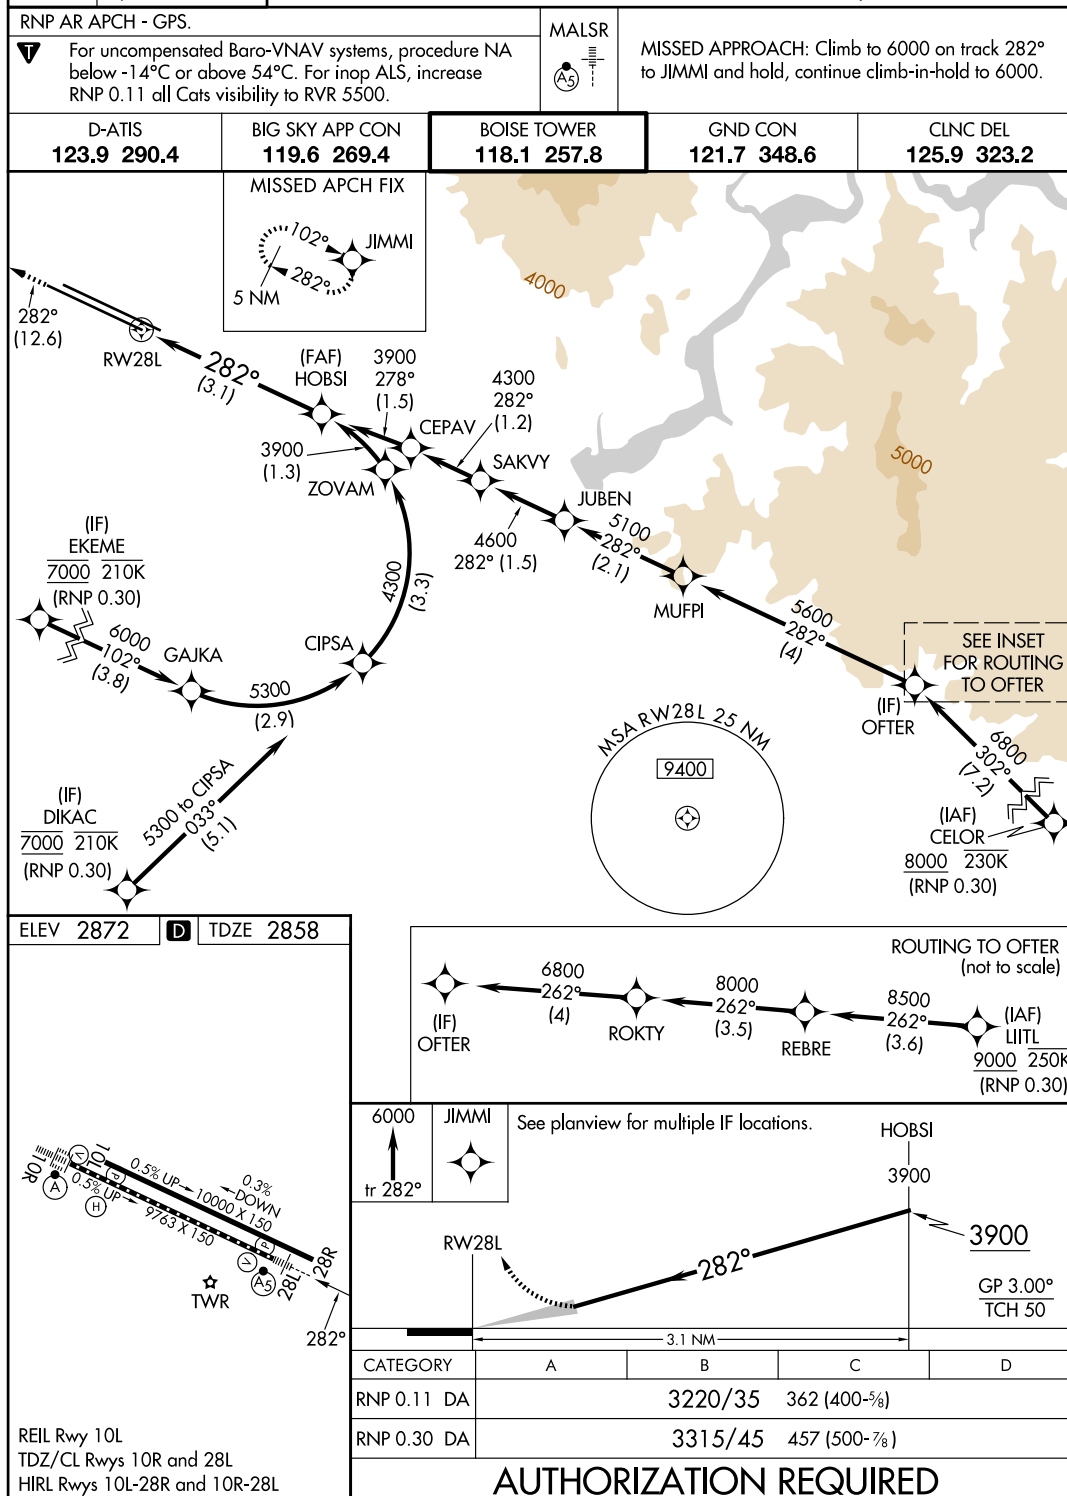 RNP AR APCH - GPS.
T
For uncompensated Baro-VNAV systems, procedure NA
below -14°C or above 54°C. For inop ALS, increase
RNP 0.11 all Cats visibility to RVR 5500.
MALSR
A5
MISSED APPROACH: Climb to 6000 on track 282°
to JIMMI and hold, continue climb-in-hold to 6000.
D-ATIS
123.9 290.4
BIG SKY APP CON
119.6 269.4
BOISE TOWER
118.1 257.8
GND CON
121.7 348.6
CLNC DEL
125.9 323.2
MISSED APCH FIX
102°
JIMMI
282°
5 NM
4000
282°
(12.6)
RW28L
282°
(3.1)
(FAF)
HOBSI
3900
278°
(1.5)
4300
282°
(1.2)
CEPAV
3900
(1.3)
ZOVAM
SAKVY
5000
JUBEN
4600
282° (1.5)
5100
282°
(2.1)
MUFPI
(IF)
EKEME
7000 210K
(RNP 0.30)
6000
102°
(3.8)
GAJKA
CIPSA
4300
(3.3)
5300
(2.9)
5600
282°
(4)
SEE INSET
FOR ROUTING
TO OFTER
(IF)
OFTER
MSA RW28L 25 NM
9400
6800
302°
(7.2)
(IAF)
CELOR
8000 230K
(RNP 0.30)
(IF)
DIKAC
7000 210K
(RNP 0.30)
5300 to CIPSA
033°
(5.1)
ELEV 2872
D
TDZE 2858
ROUTING TO OFTER
(not to scale)
6800
262°
(4)
8000
262°
(3.5)
8500
262°
(3.6)
(IF)
OFTER
ROKTY
REBRE
(IAF)
LIITL
9000 250K
(RNP 0.30)
10R
10L
V
P
A
H
0.5% UP
0.5% UP
0.3%
DOWN
10000 X 150
9763 X 150
P
V
A5
28L
28R
TWR
282°
REIL Rwy 10L
TDZ/CL Rwys 10R and 28L
HIRL Rwys 10L-28R and 10R-28L
6000
tr 282°
JIMMI
See planview for multiple IF locations.
HOBSI
3900
RW28L
282°
3900
GP 3.00°
TCH 50
3.1 NM
CATEGORY A B C D
RNP 0.11 DA 3220/35 362 (400-⅝)
RNP 0.30 DA 3315/45 457 (500-⅞)
AUTHORIZATION REQUIRED